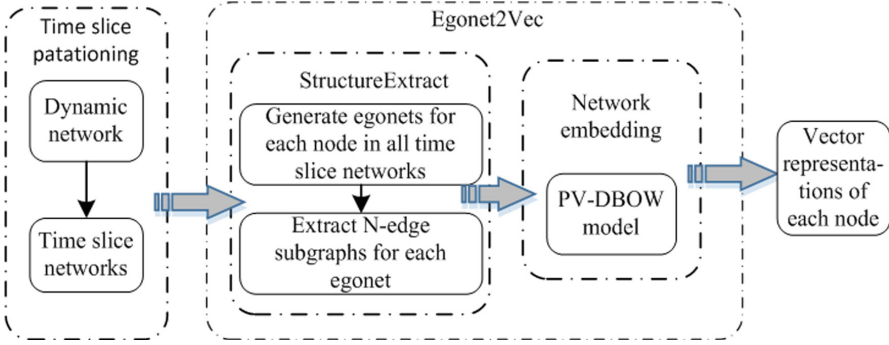 Time slice
patationing
Dynamic
network
Time slice
networks
Egonet2Vec
StructureExtract
Generate egonets for
each node in all time
slice networks
Extract N-edge
subgraphs for each
egonet
Network
embedding
PV-DBOW
model
Vector
representa-
tions of
each node